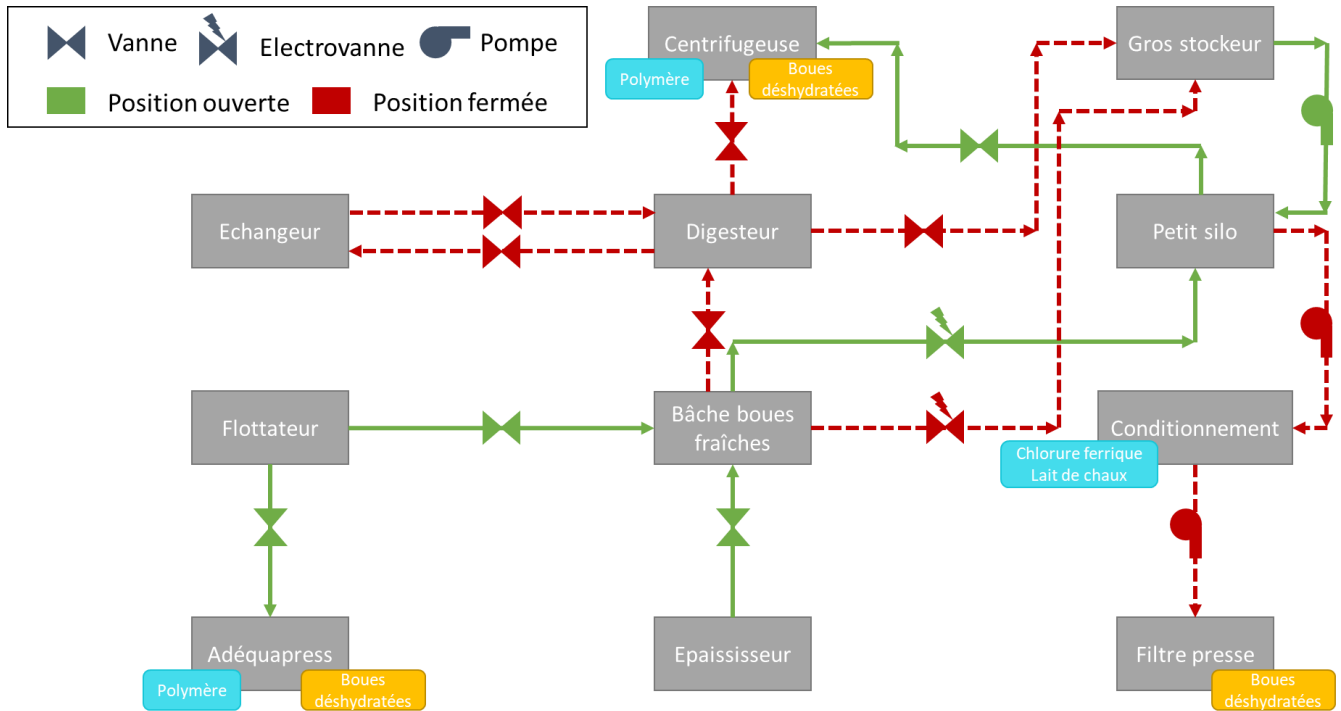 Vanne
Electrovanne
Pompe
Position ouverte
Position fermée
Centrifugeuse
Polymère
Boues
déshydratées
Gros stockeur
Echangeur
Digesteur
Petit silo
Flottateur
Bâche boues
fraîches
Conditionnement
Chlorure ferrique
Lait de chaux
Adéquapress
Polymère
Boues
déshydratées
Epaississeur
Filtre presse
Boues
déshydratées